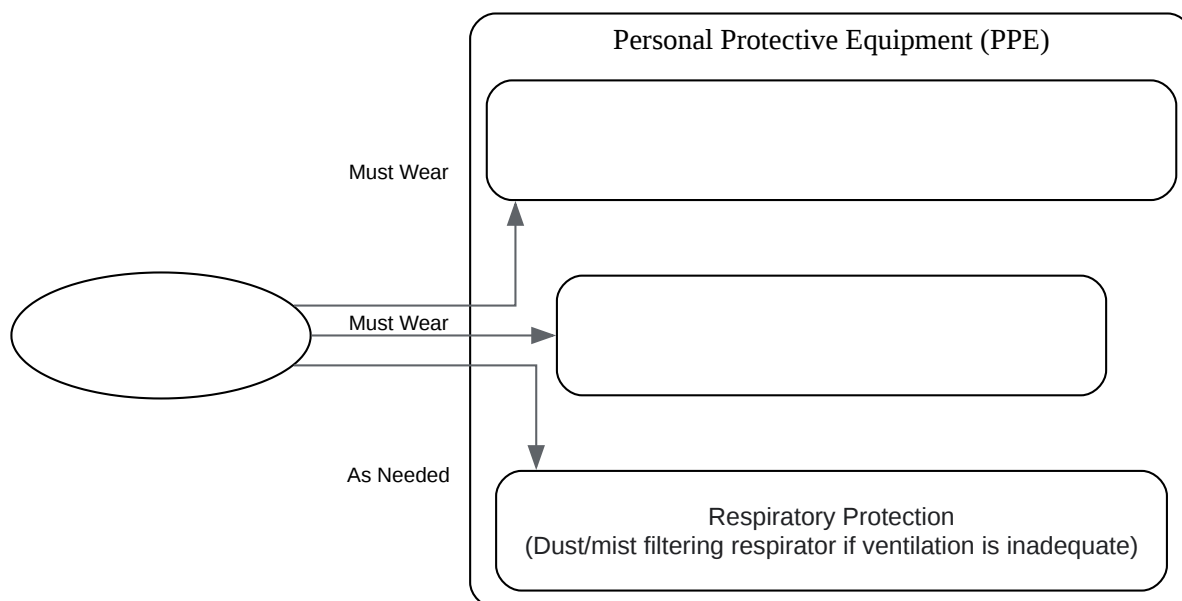 Personal Protective Equipment (PPE)
Must Wear
Must Wear
As Needed
Respiratory Protection
(Dust/mist filtering respirator if ventilation is inadequate)